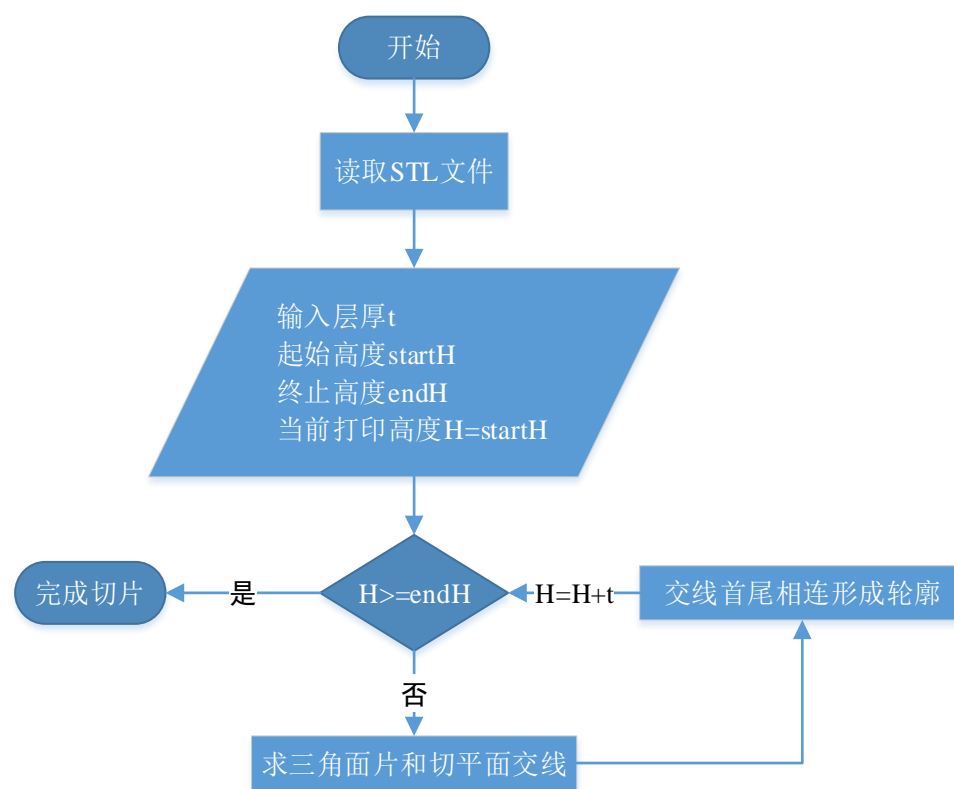 开始
读取STL文件
输入层厚t
起始高度startH
终止高度endH
当前打印高度H=startH
完成切片
是
H>=endH
H=H+t
交线首尾相连形成轮廓
否
求三角面片和切平面交线